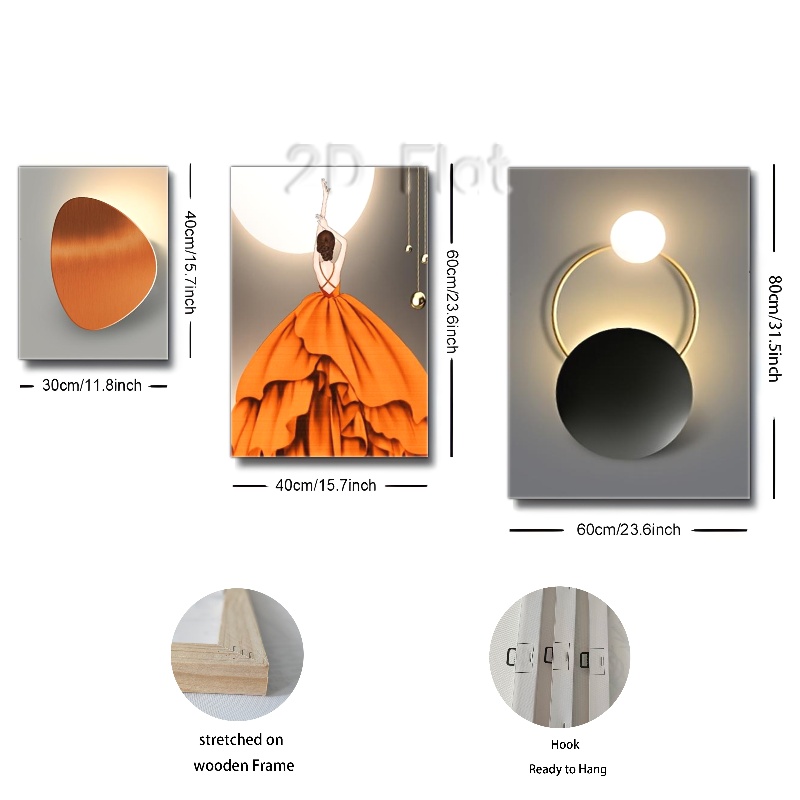 2D Flat
40cm/15.7inch
30cm/11.8inch
60cm/23.6inch
40cm/15.7inch
80cm/31.5inch
60cm/23.6inch
stretched on
wooden Frame
Hook
Ready to Hang